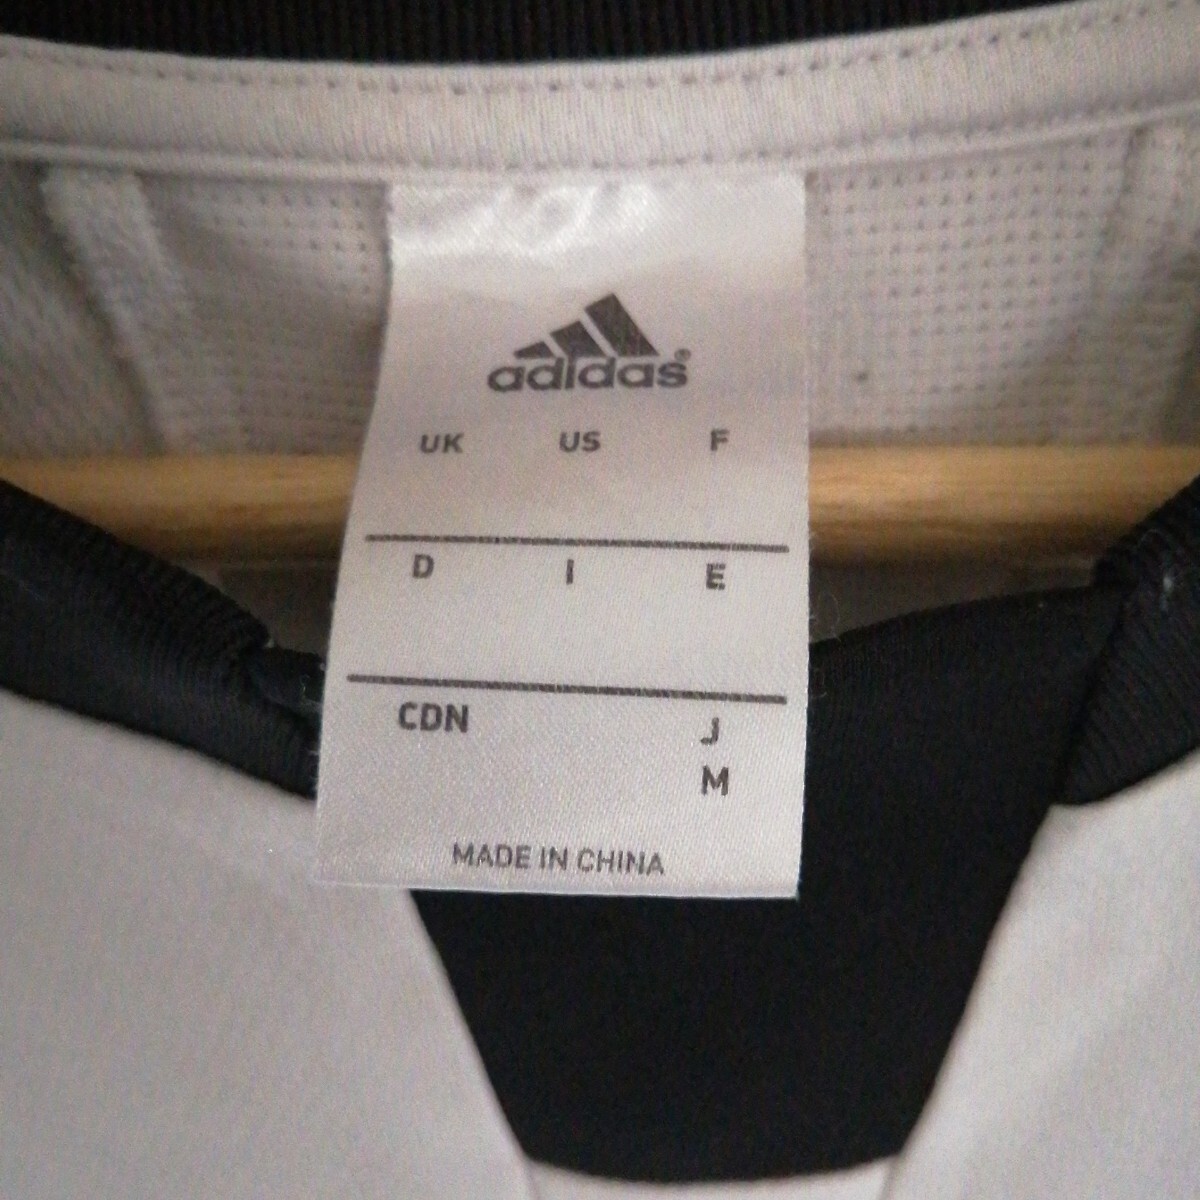 adidas®
UK US F
D I E
CDN J
M
MADE IN CHINA